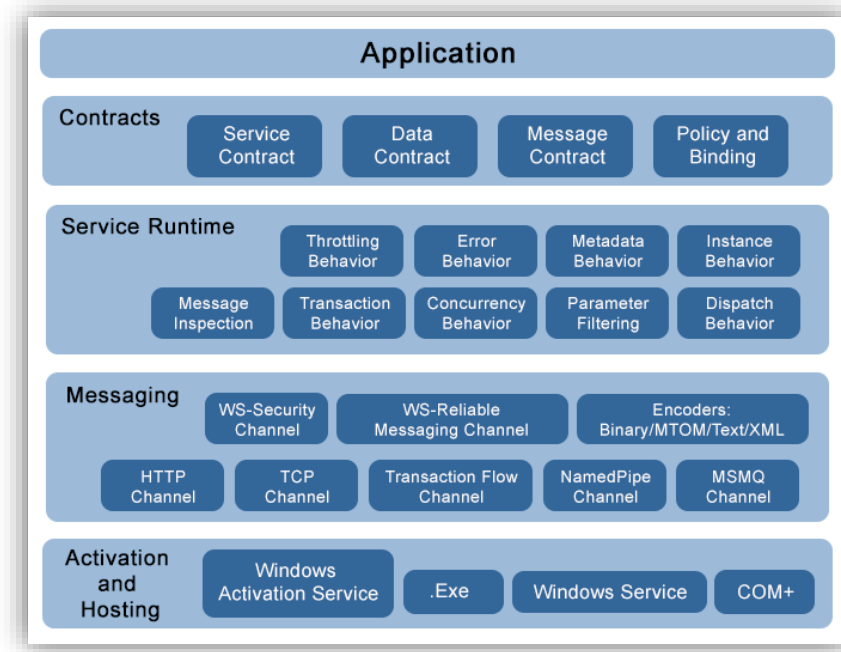 Application
Contracts
Service
Contract
Data
Contract
Message
Contract
Policy and
Binding
Service Runtime
Throttling
Behavior
Error
Behavior
Metadata
Behavior
Instance
Behavior
Message
Inspection
Transaction
Behavior
Concurrency
Behavior
Parameter
Filtering
Dispatch
Behavior
Messaging
WS-Security
Channel
WS-Reliable
Messaging Channel
Encoders:
Binary/MTOM/Text/XML
HTTP
Channel
TCP
Channel
Transaction Flow
Channel
NamedPipe
Channel
MSMQ
Channel
Activation
and
Hosting
Windows
Activation Service
.Exe
Windows Service
COM+